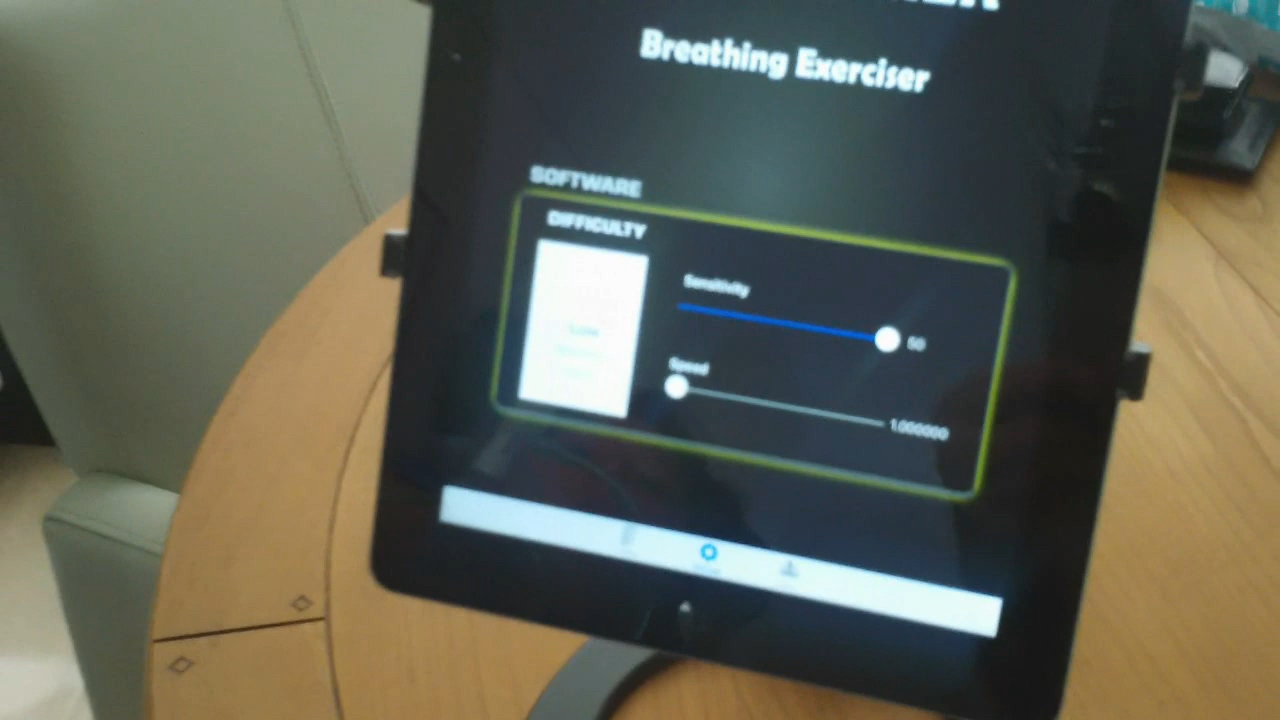 Breathing Exerciser
SOFTWARE
DIFFICULTY
Sensitivity
50
Speed
1.000000